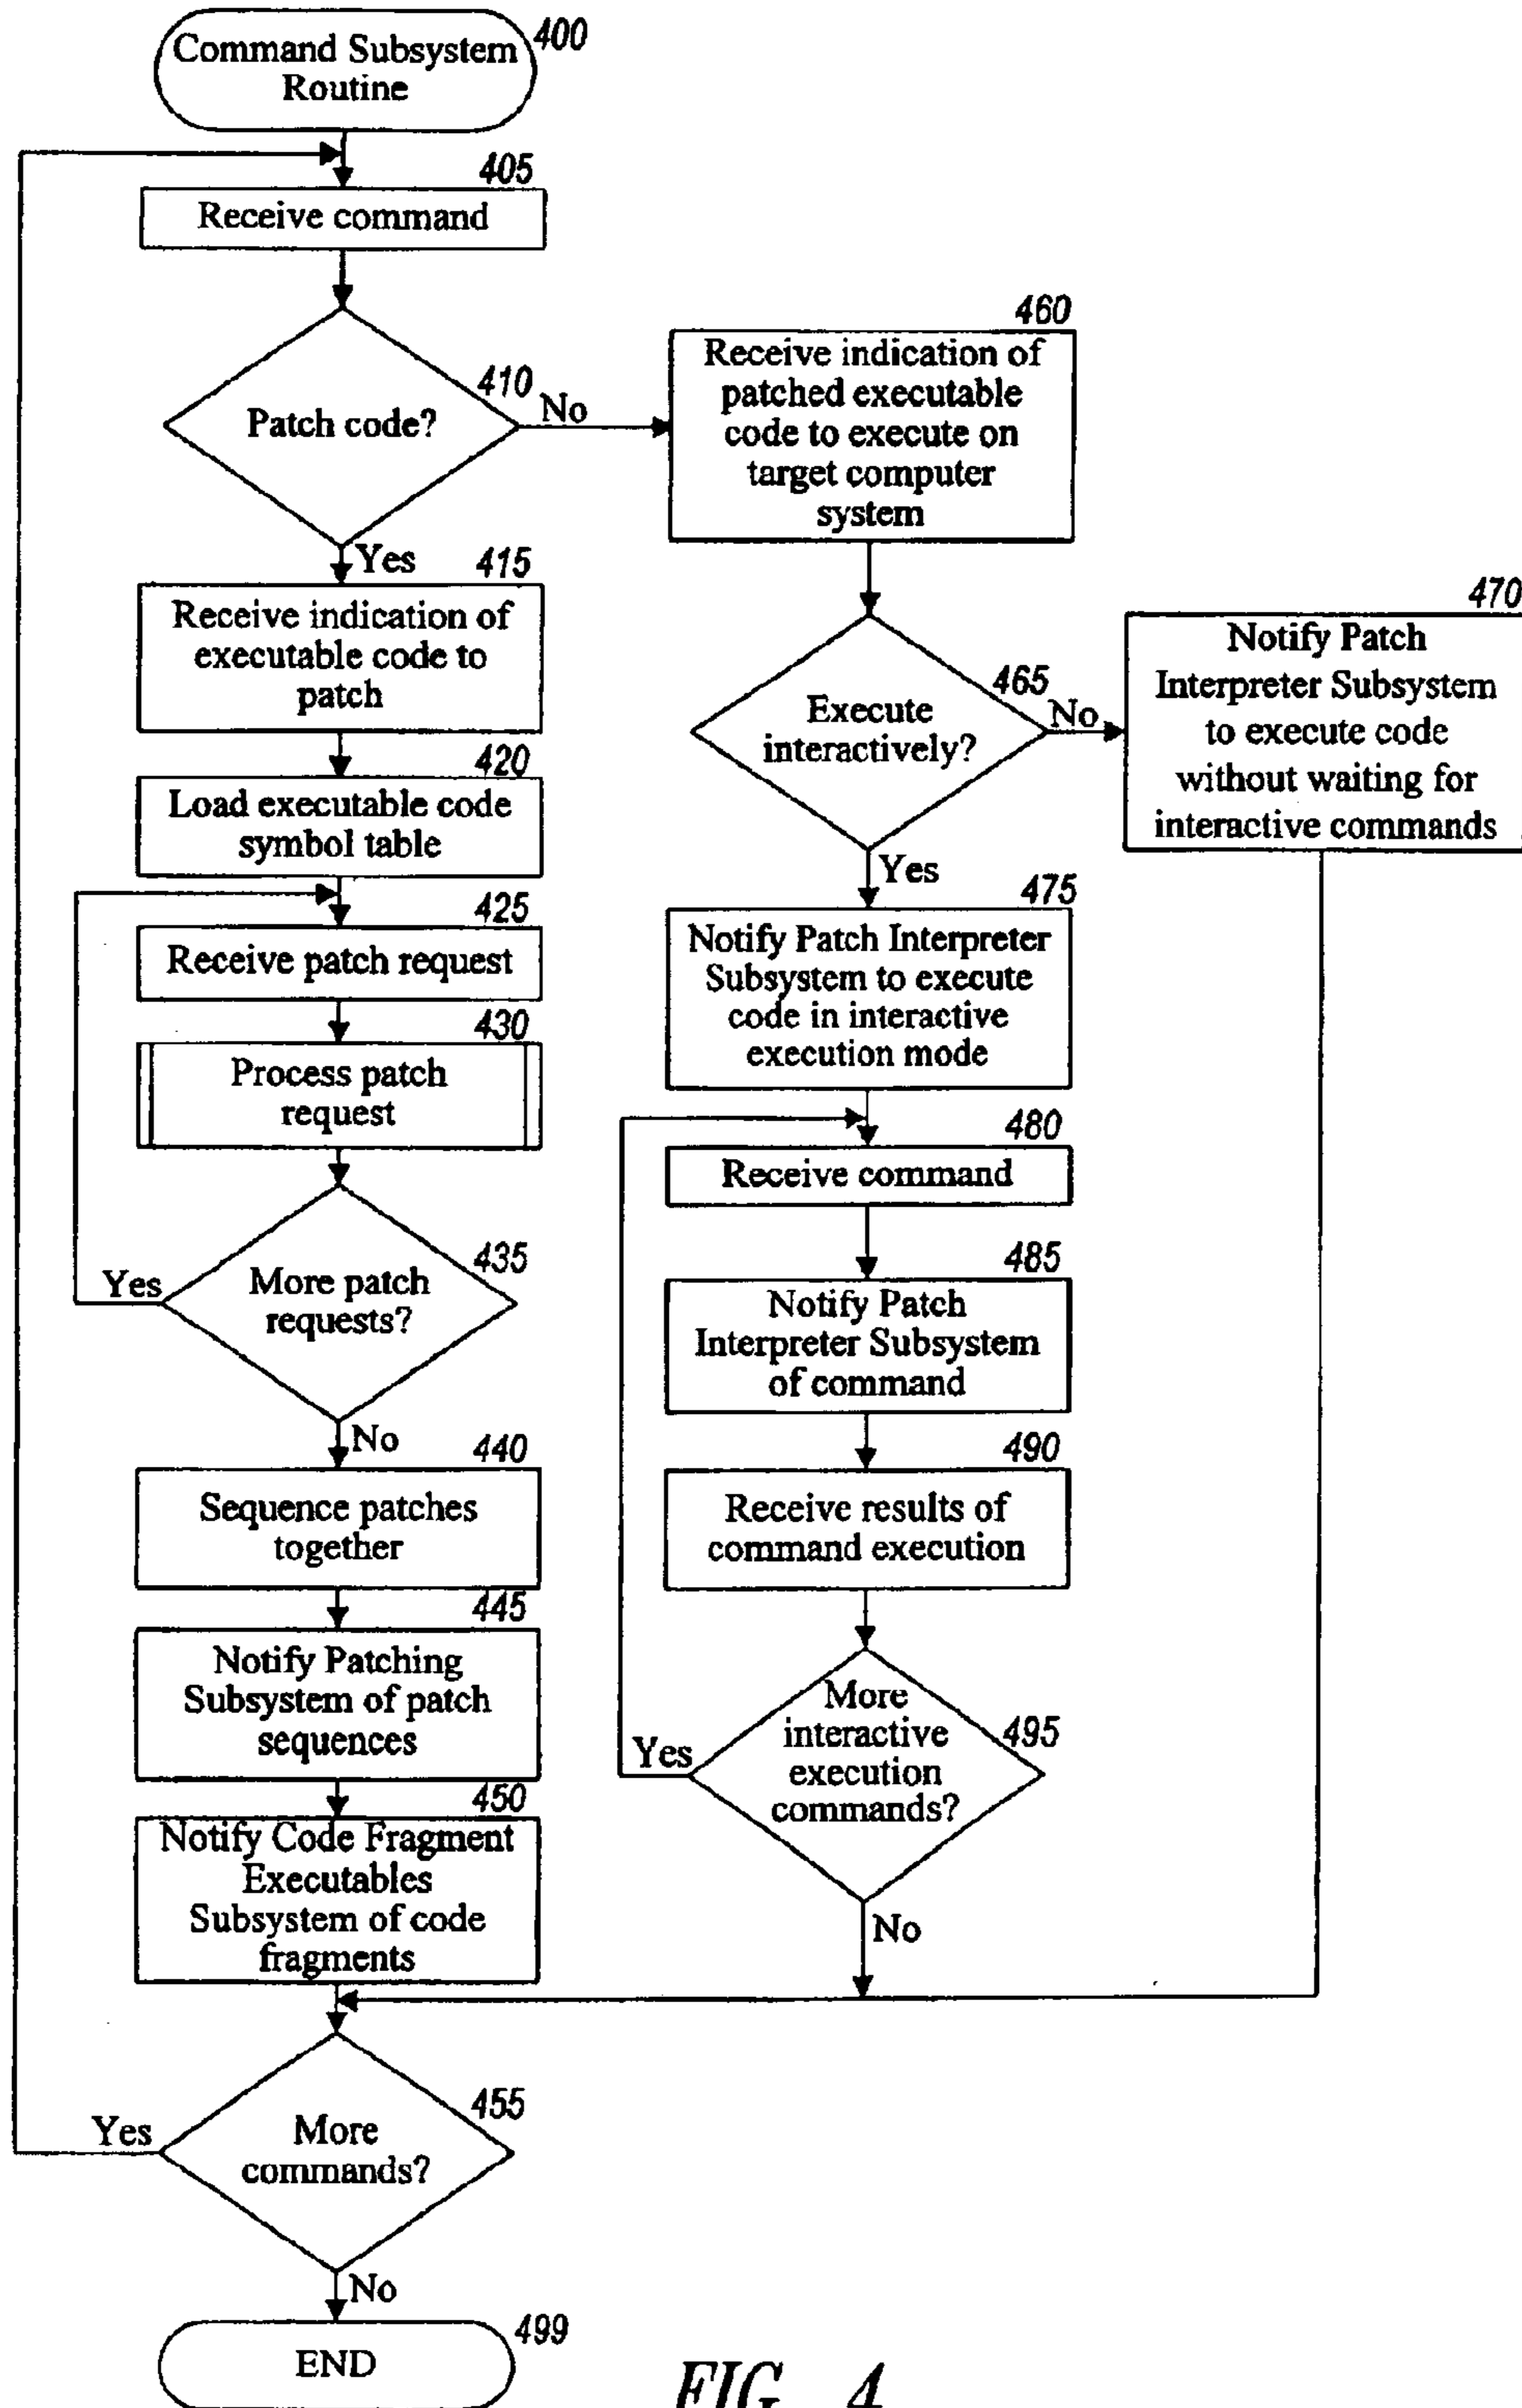 Command Subsystem
Routine
400
405
Receive command
410
Patch code?
No
Yes
415
Receive indication of
executable code to
patch
420
Load executable code
symbol table
425
Receive patch request
430
Process patch
request
435
More patch
requests?
Yes
No
440
Sequence patches
together
445
Notify Patching
Subsystem of patch
sequences
450
Notify Code Fragment
Executables
Subsystem of code
fragments
455
More
commands?
Yes
No
499
END
460
Receive indication of
patched executable
code to execute on
target computer
system
465
Execute
interactively?
No
Yes
470
Notify Patch
Interpreter Subsystem
to execute code
without waiting for
interactive commands
475
Notify Patch Interpreter
Subsystem to execute
code in interactive
execution mode
480
Receive command
485
Notify Patch
Interpreter Subsystem
of command
490
Receive results of
command execution
495
More
interactive
execution
commands?
Yes
No
FIG. 4